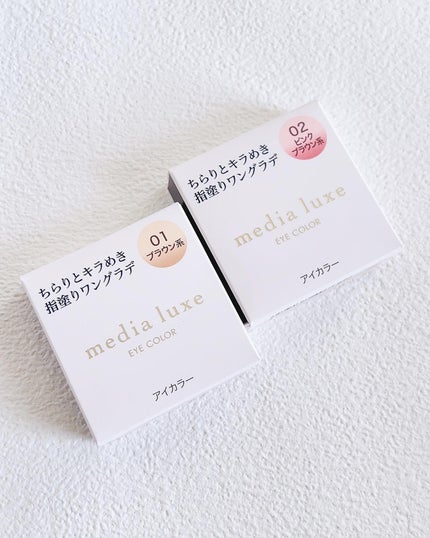 01
ブラウン系
ちらりとキラめき
指塗りワングラデ
media luxe
EYE COLOR
アイカラー
02
ピンク
ブラウン系
ちらりとキラめき
指塗りワングラデ
media luxe
EYE COLOR
アイカラー